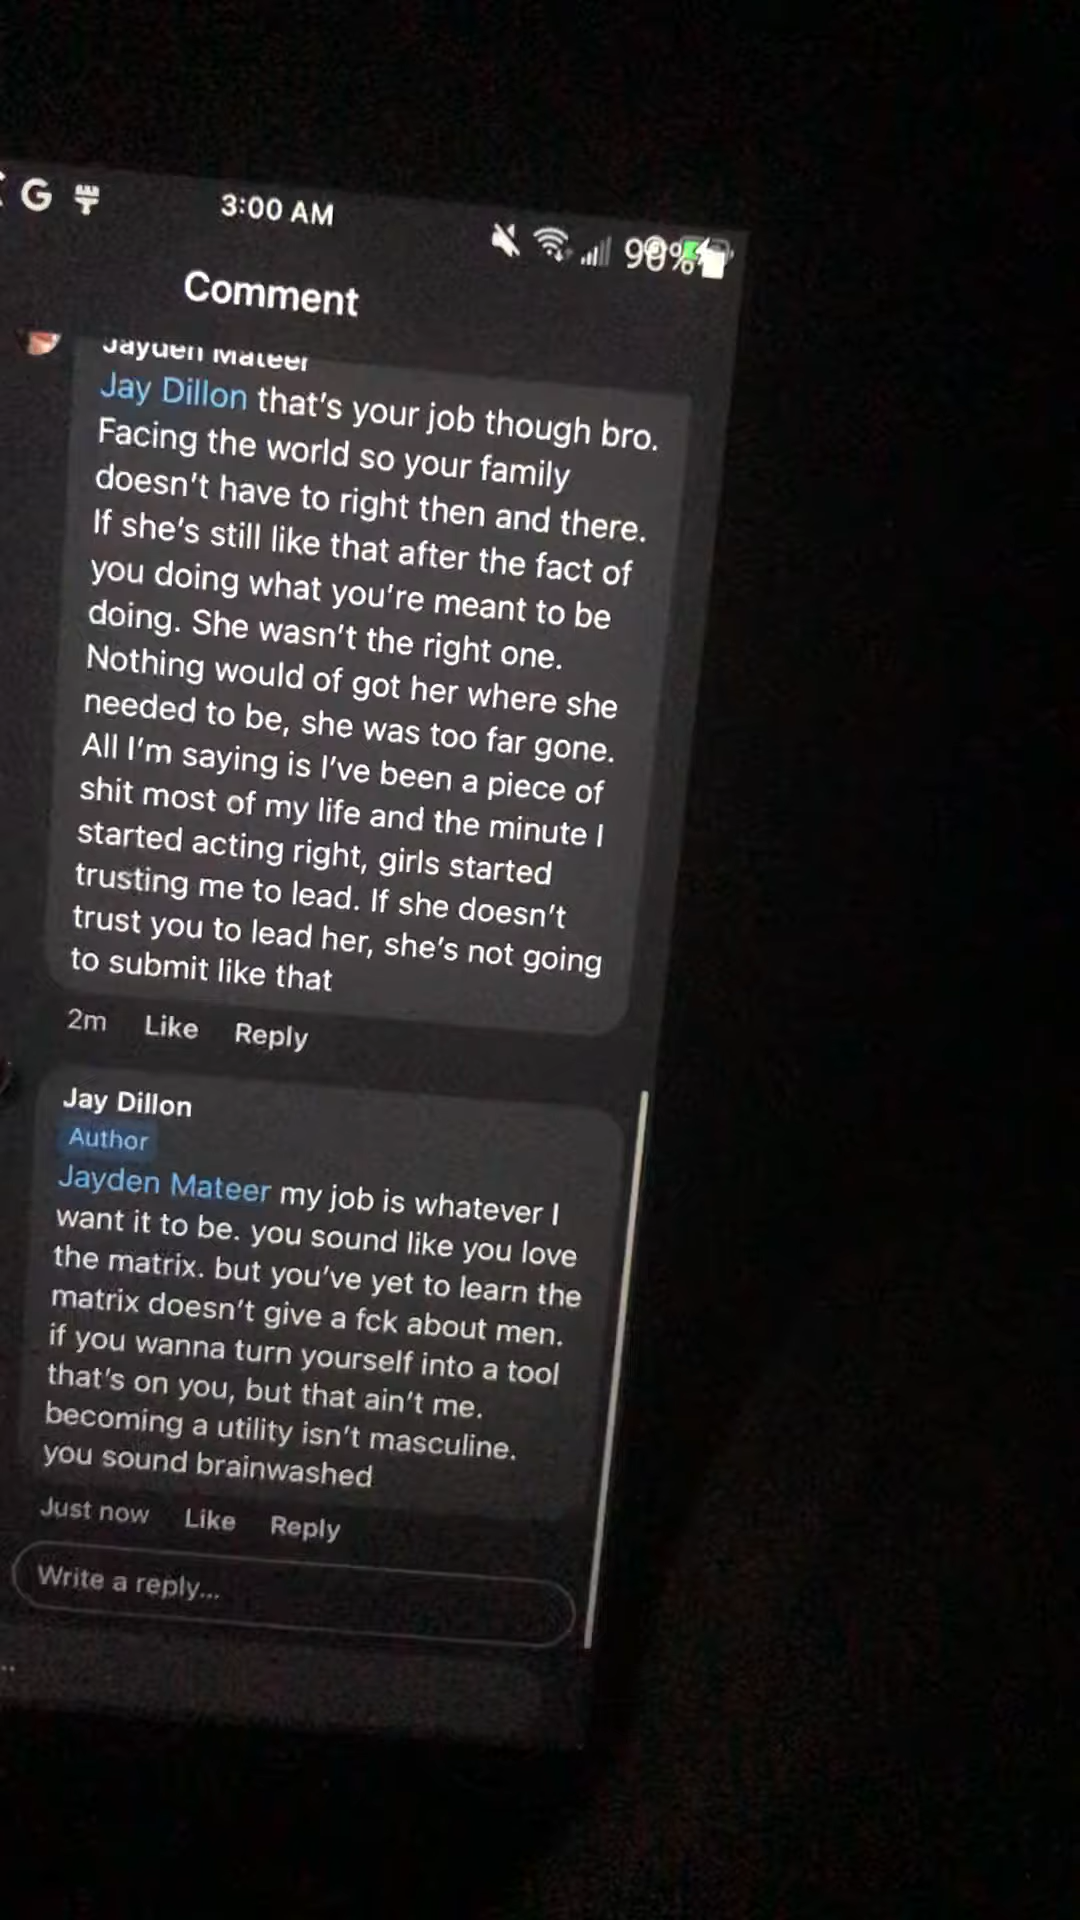 G
3:00 AM
Comment
Jayden Mateer
Jay Dillon that's your job though bro.
Facing the world so your family
doesn't have to right then and there.
If she's still like that after the fact of
you doing what you're meant to be
doing. She wasn't the right one.
Nothing would of got her where she
needed to be, she was too far gone.
All I'm saying is I've been a piece of
shit most of my life and the minute I
started acting right, girls started
trusting me to lead. If she doesn't
trust you to lead her, she's not going
to submit like that
2m Like Reply
Jay Dillon
Author
Jayden Mateer my job is whatever I
want it to be. you sound like you love
the matrix. but you've yet to learn the
matrix doesn't give a fck about men.
if you wanna turn yourself into a tool
that's on you, but that ain't me.
becoming a utility isn't masculine.
you sound brainwashed
Just now Like Reply
Write a reply...